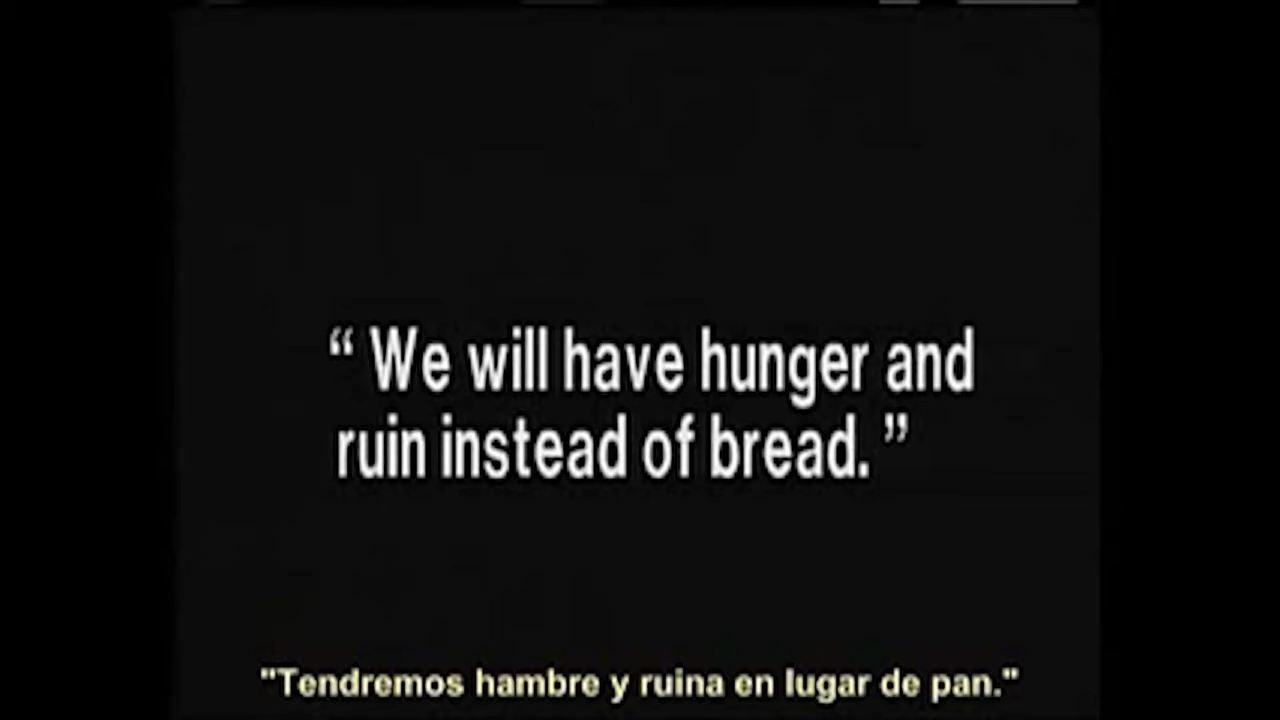 “ We will have hunger and
ruin instead of bread. ”
"Tendremos hambre y ruina en lugar de pan."